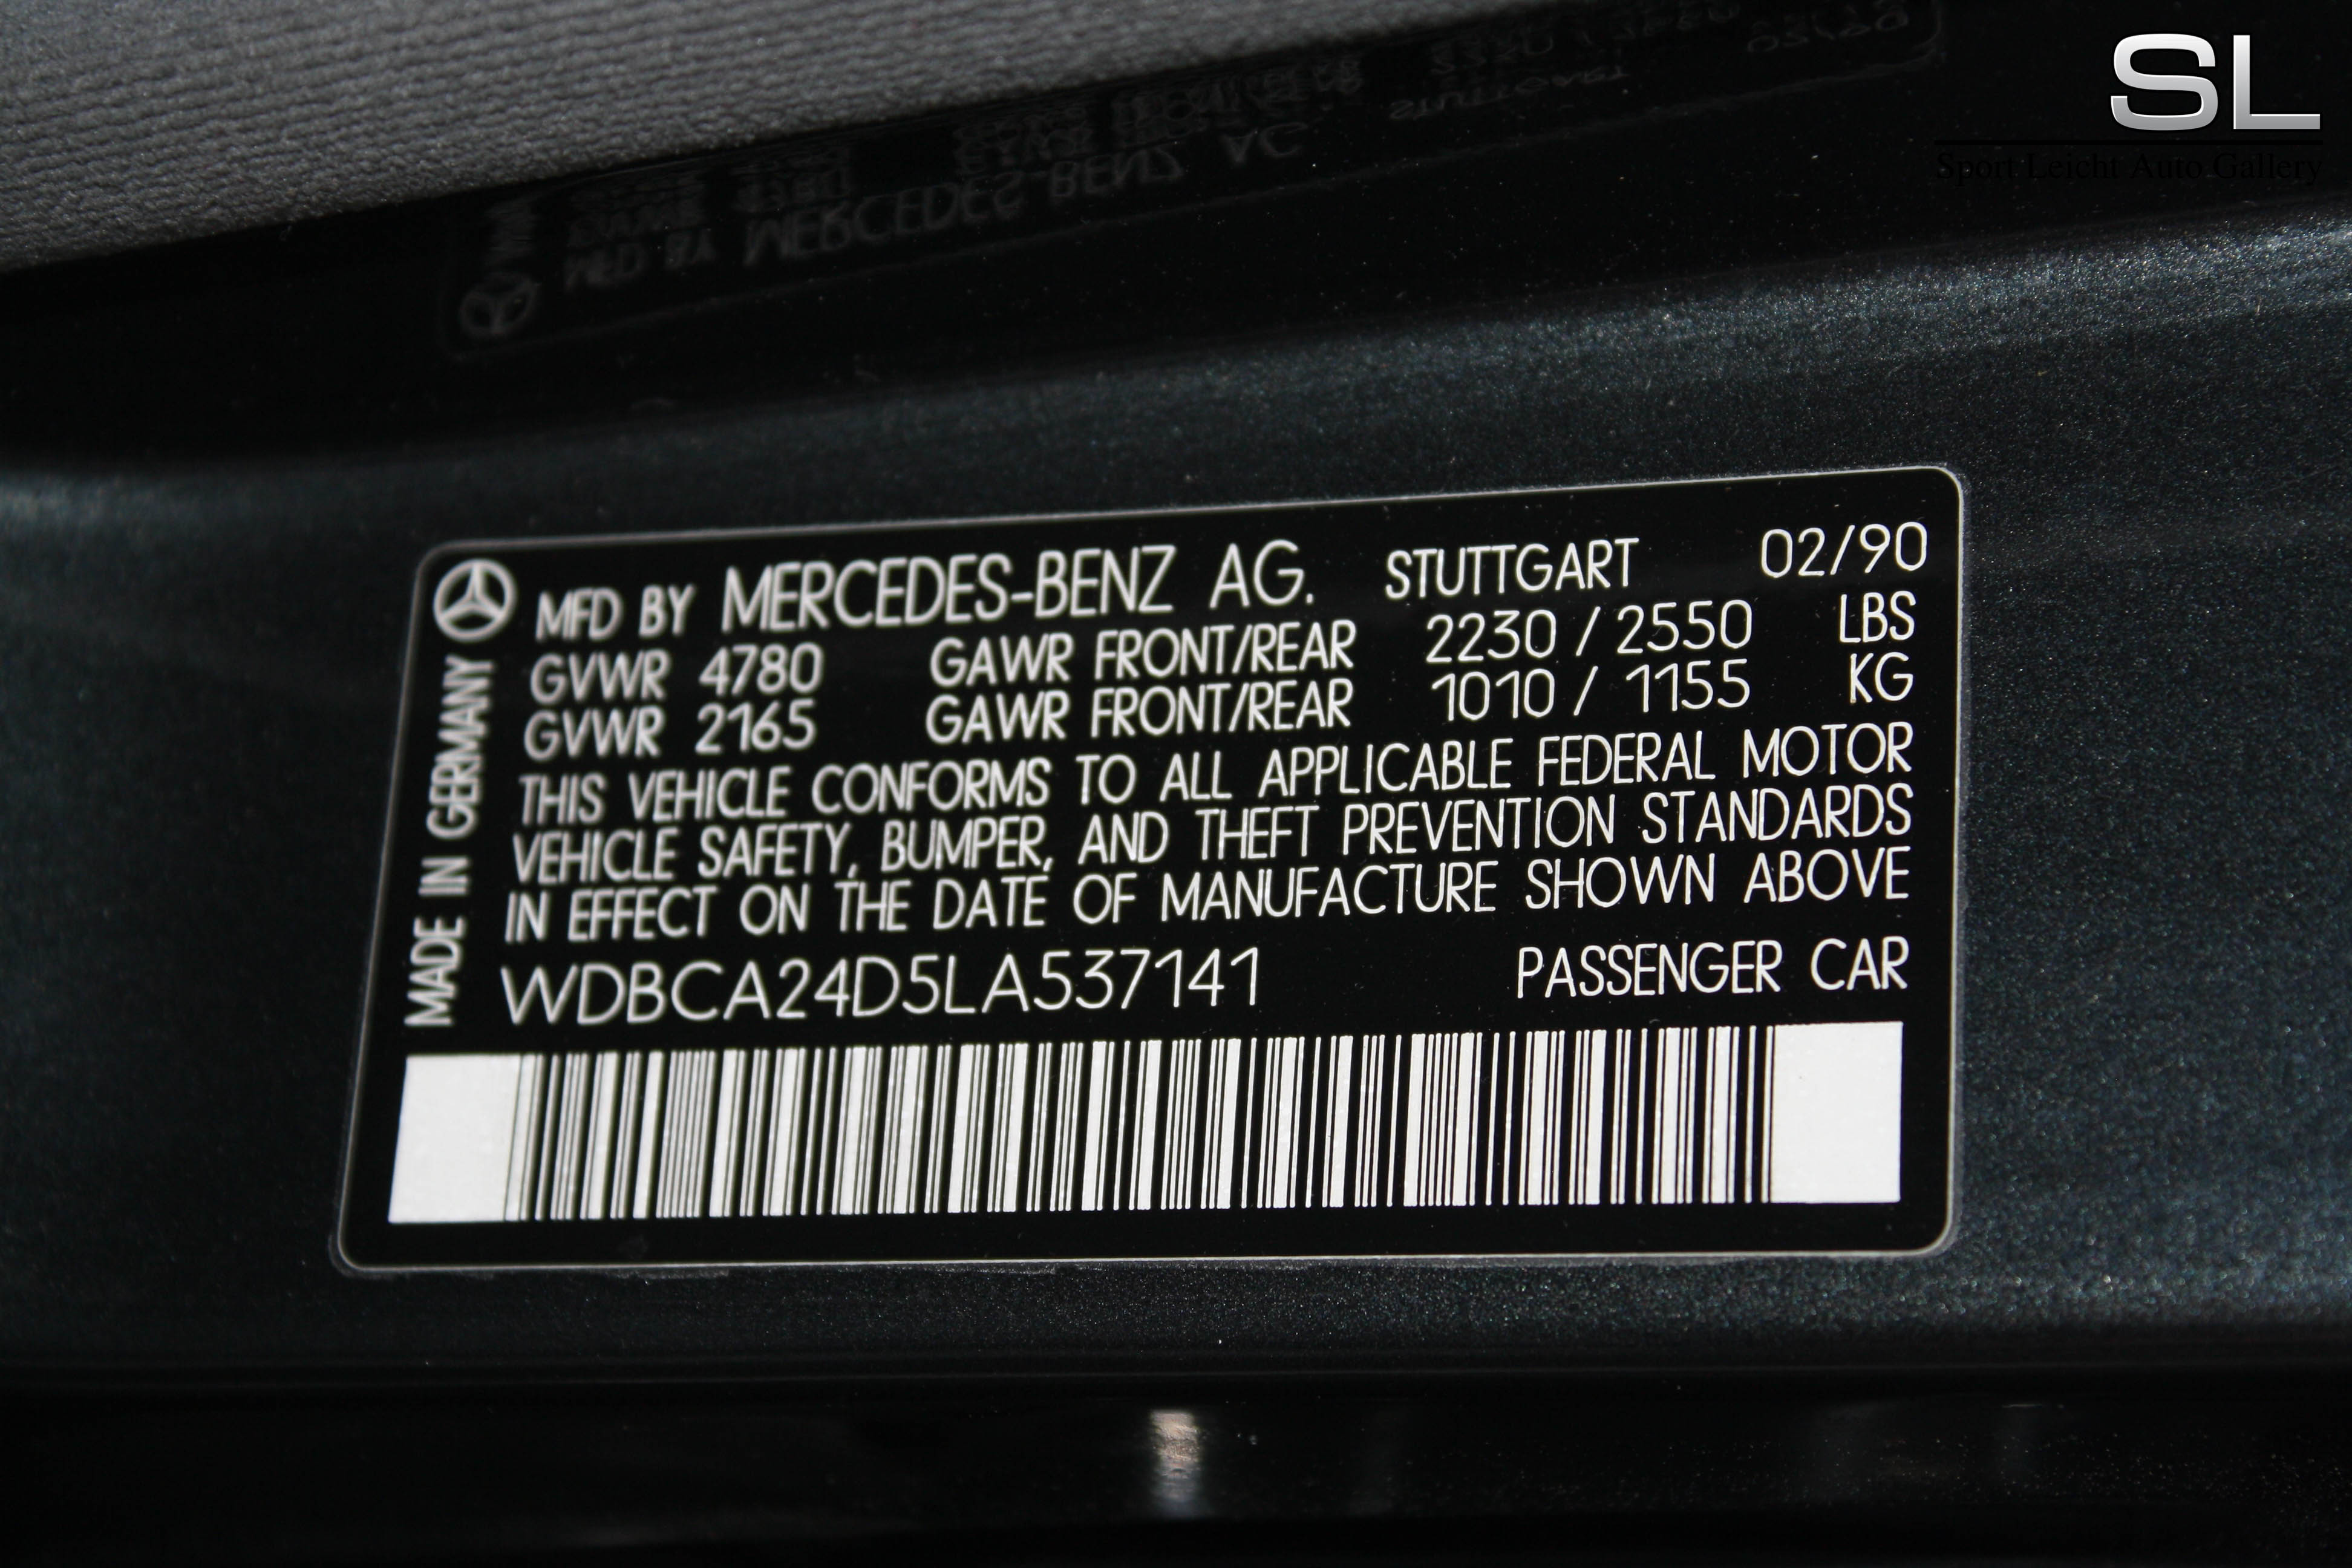 SL
Sport Leicht Auto Gallery
MFD BY MERCEDES-BENZ AG. STUTTGART 02/90
GVWR 4780 GAWR FRONT/REAR 2230 / 2550 LBS
GVWR 2165 GAWR FRONT/REAR 1010 / 1155 KG
THIS VEHICLE CONFORMS TO ALL APPLICABLE FEDERAL MOTOR
VEHICLE SAFETY, BUMPER, AND THEFT PREVENTION STANDARDS
IN EFFECT ON THE DATE OF MANUFACTURE SHOWN ABOVE
WDBCA24D5LA537141 PASSENGER CAR
MADE IN GERMANY